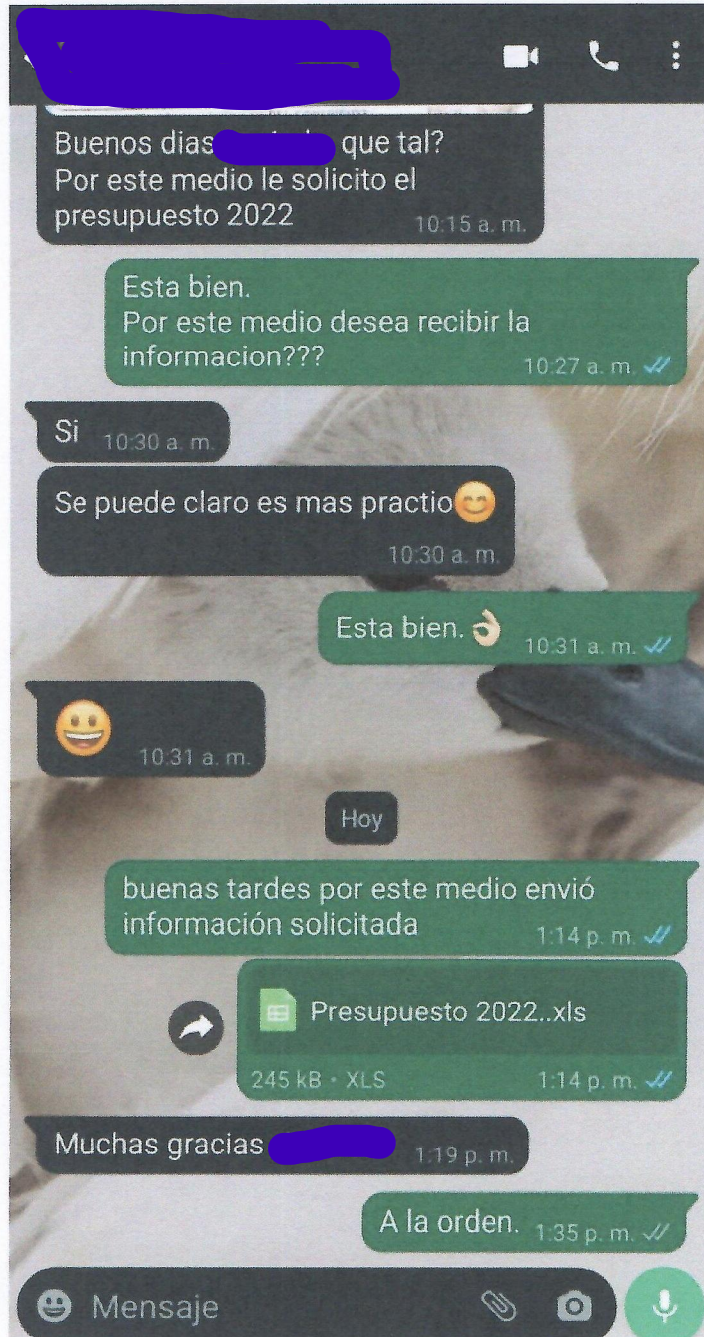 Buenos dias que tal?
Por este medio le solicito el
presupuesto 2022
10:15 a. m.
Esta bien.
Por este medio desea recibir la
informacion???
10:27 a. m.
Si
10:30 a. m.
Se puede claro es mas practio😊
10:30 a. m.
Esta bien.👌🏼
10:31 a. m.
😃
10:31 a. m.
Hoy
buenas tardes por este medio envió
información solicitada
1:14 p. m.
Presupuesto 2022..xls
245 kB • XLS
1:14 p. m.
Muchas gracias
1:19 p. m.
A la orden.
1:35 p. m.
Mensaje